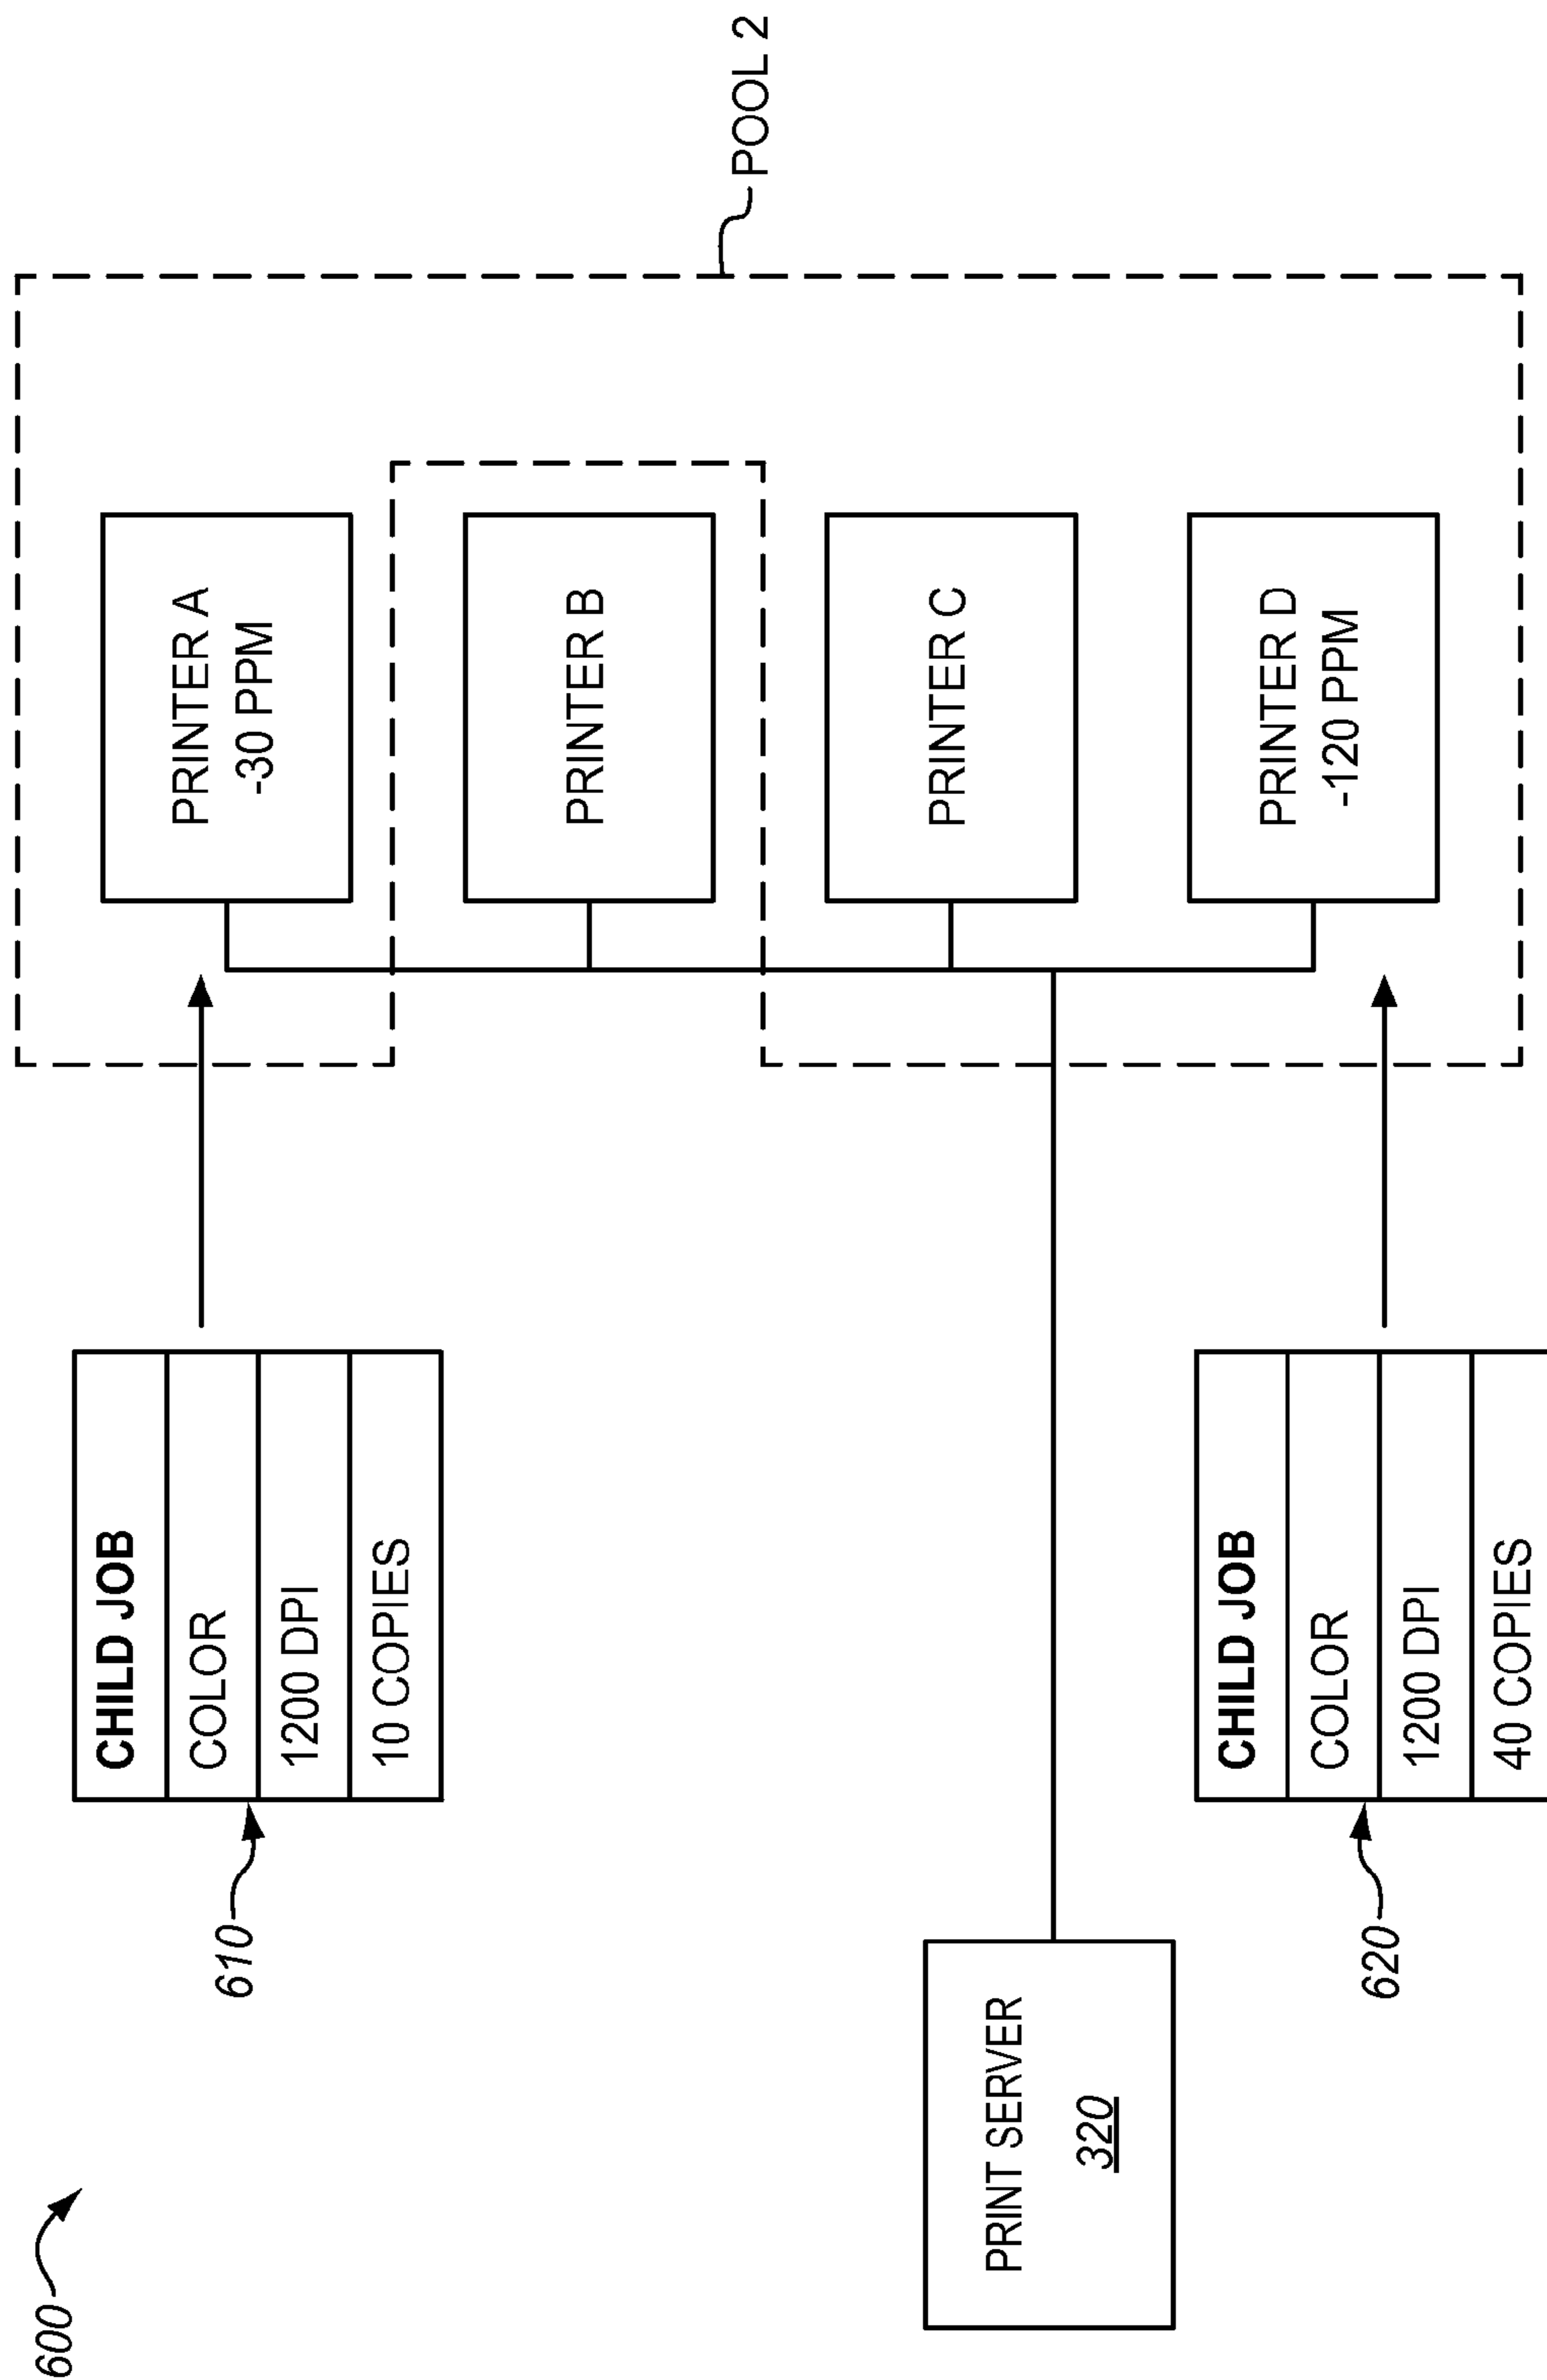 600
610
CHILD JOB
COLOR
1200 DPI
10 COPIES
PRINTER A
-30 PPM
PRINTER B
POOL 2
PRINT SERVER
320
PRINTER C
PRINTER D
-120 PPM
620
CHILD JOB
COLOR
1200 DPI
40 COPIES